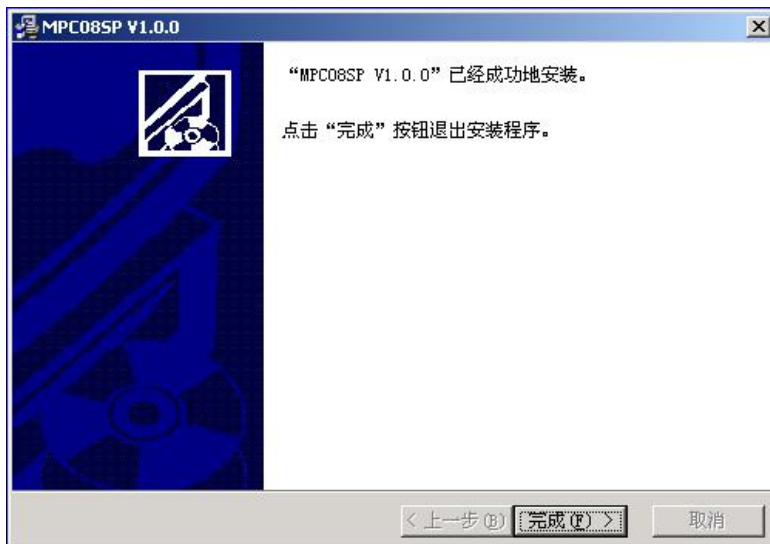 MPC08SP V1.0.0
“MPC08SP V1.0.0”已经成功地安装。
点击“完成”按钮退出安装程序。
< 上一步(B) 完成(F) > 取消